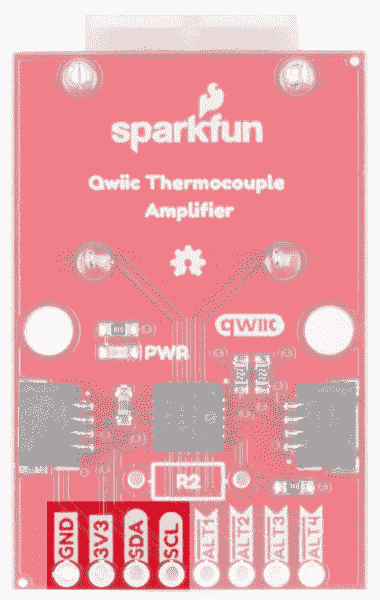 sparkfun
Qwiic Thermocouple
Amplifier
qwiic
PWR
R2
GND
3V3
SDA
SCL
ALT1
ALT2
ALT3
ALT4